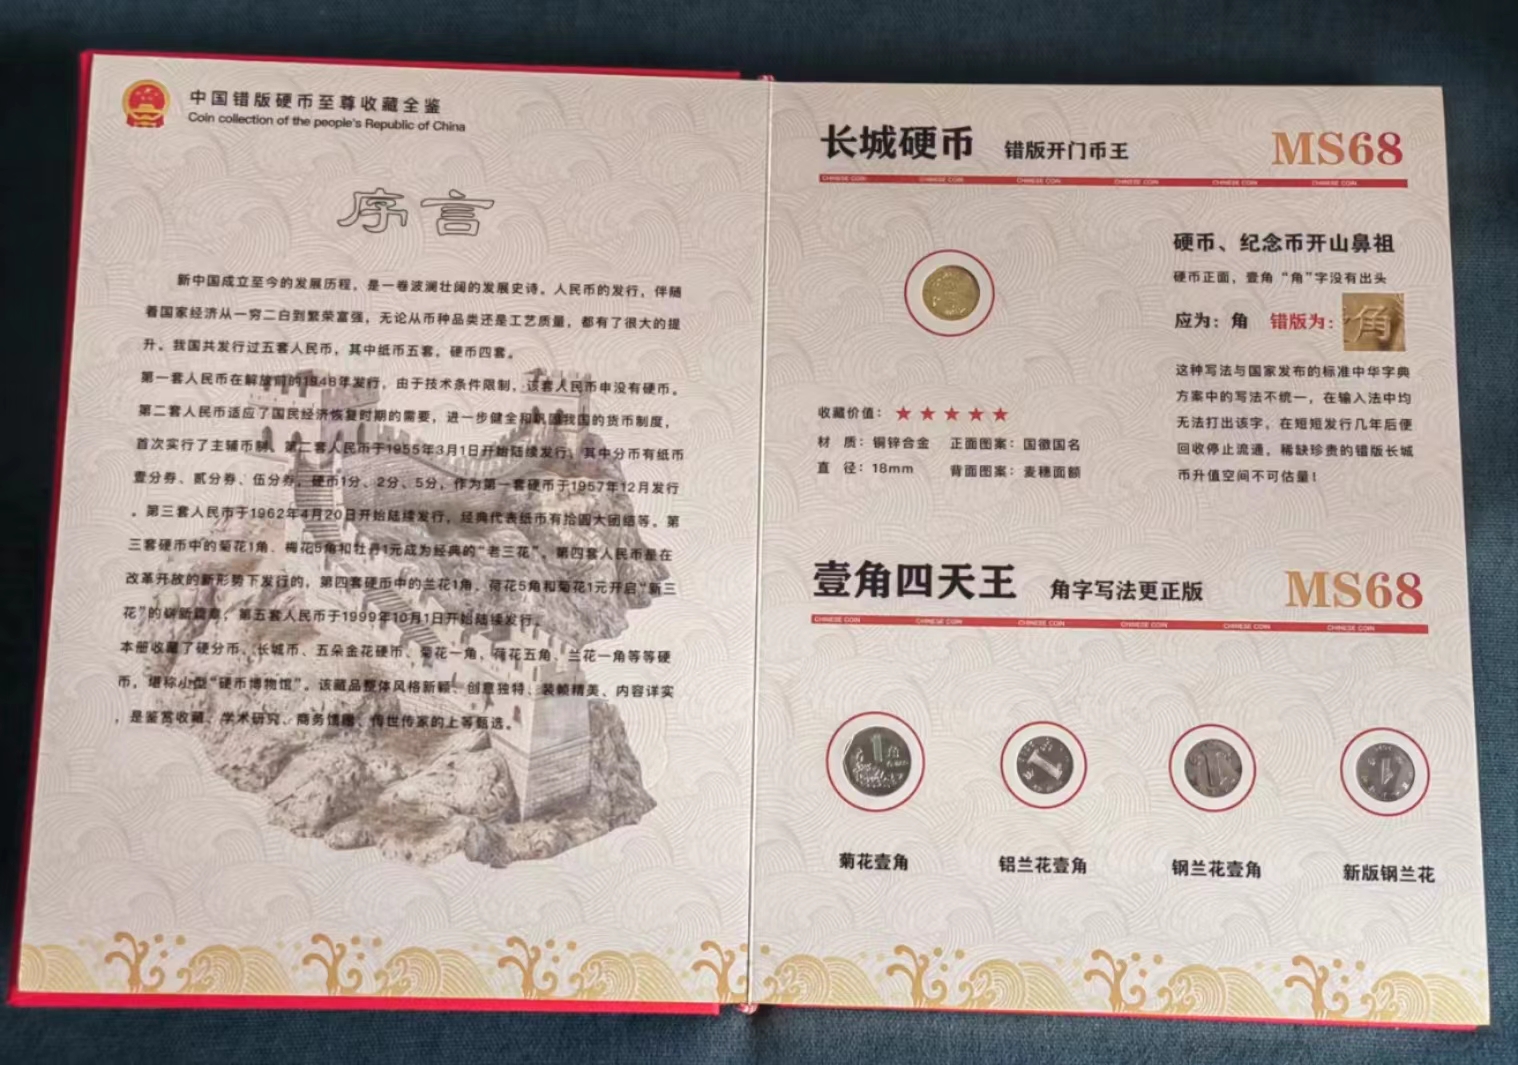 中国错版硬币至尊收藏全鉴
Coin collection of the people's Republic of China
序言
新中国成立至今的发展历程，是一卷波澜壮阔的发展史诗。人民币的发行，伴随
着国家经济从一穷二白到繁荣富强，无论从币种品类还是工艺质量，都有了很大的提
升。我国共发行过五套人民币，其中纸币五套，硬币四套。
第一套人民币在解放前的1948年发行，由于技术条件限制，该套人民币中没有硬币。
第二套人民币适应了国民经济恢复时期的需要，进一步健全和巩固我国的货币制度，
首次实行了主辅币制。第二套人民币于1955年3月1日开始陆续发行，其中分币有纸币
壹分券、贰分券、伍分券，硬币1分、2分、5分，作为第一套硬币于1957年12月发行
。第三套人民币于1962年4月20日开始陆续发行，经典代表纸币有拾圆大团结等。第
三套硬币中的菊花1角、梅花5角和牡丹1元成为经典的“老三花”。第四套人民币是在
改革开放的新形势下发行的，第四套硬币中的兰花1角、荷花5角和菊花1元开启“新三
花”的崭新篇章，第五套人民币于1999年10月1日开始陆续发行。
本册收藏了硬分币、长城币、五朵金花硬币、菊花一角、荷花五角、兰花一角等等硬
币，堪称小型“硬币博物馆”。该藏品整体风格新颖、创意独特、装帧精美、内容详实
，是鉴赏收藏、学术研究、商务馈赠、传世传家的上等甄选。
长城硬币 错版开门币王 MS68
CHINESE COIN CHINESE COIN CHINESE COIN CHINESE COIN CHINESE COIN CHINESE COIN
硬币、纪念币开山鼻祖
硬币正面，壹角“角”字没有出头
应为：角 错版为：角
这种写法与国家发布的标准中华字典
方案中的写法不统一，在输入法中均
无法打出该字，在短短发行几年后便
回收停止流通，稀缺珍贵的错版长城
币升值空间不可估量！
收藏价值：★★★★★
材 质：铜锌合金 正面图案：国徽国名
直 径：18mm 背面图案：麦穗面额
壹角四天王 角字写法更正版 MS68
CHINESE COIN CHINESE COIN CHINESE COIN CHINESE COIN CHINESE COIN CHINESE COIN
1角
1
1
1
菊花壹角
铝兰花壹角
钢兰花壹角
新版钢兰花